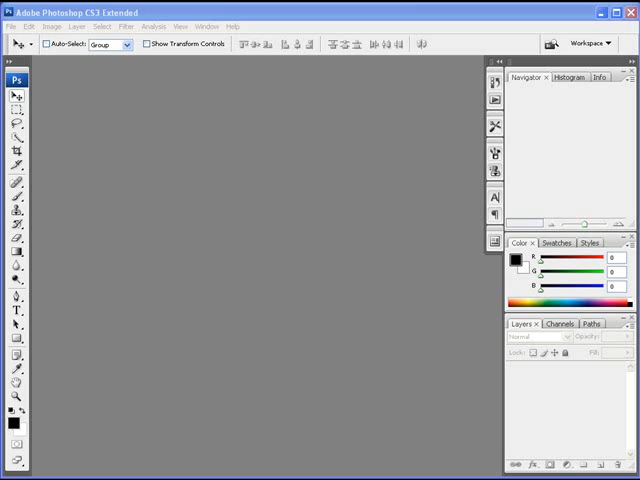 Ps Adobe Photoshop CS3 Extended
File Edit Image Layer Select Filter Analysis View Window Help
Auto-Select: Group Show Transform Controls Workspace
Ps
Navigator × Histogram Info
Color × Swatches Styles
R 0
G 0
B 0
T
A
¶
Layers × Channels Paths
Normal Opacity:
Lock: Fill:
fx